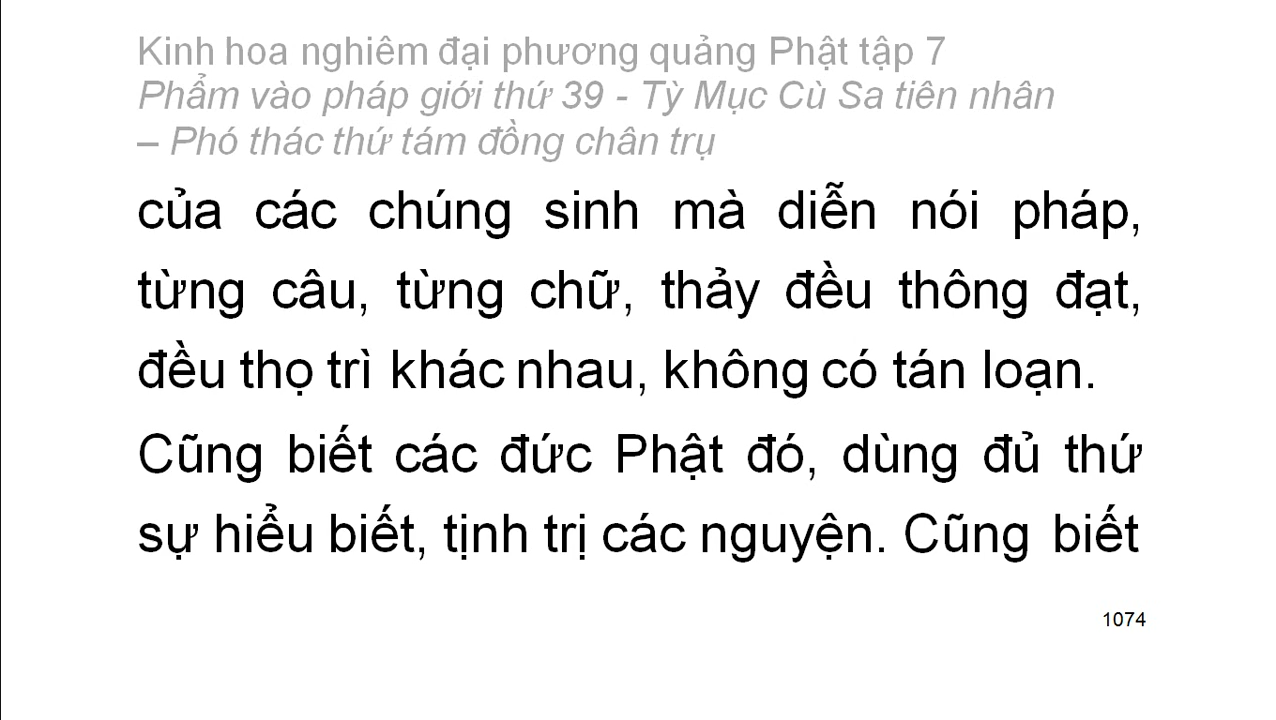 Kinh hoa nghiêm đại phương quảng Phật tập 7
Phẩm vào pháp giới thứ 39 - Tỳ Mục Cù Sa tiên nhân
– Phó thác thứ tám đồng chân trụ
của các chúng sinh mà diễn nói pháp,
từng câu, từng chữ, thảy đều thông đạt,
đều thọ trì khác nhau, không có tán loạn.
Cũng biết các đức Phật đó, dùng đủ thứ
sự hiểu biết, tịnh trị các nguyện. Cũng biết
1074